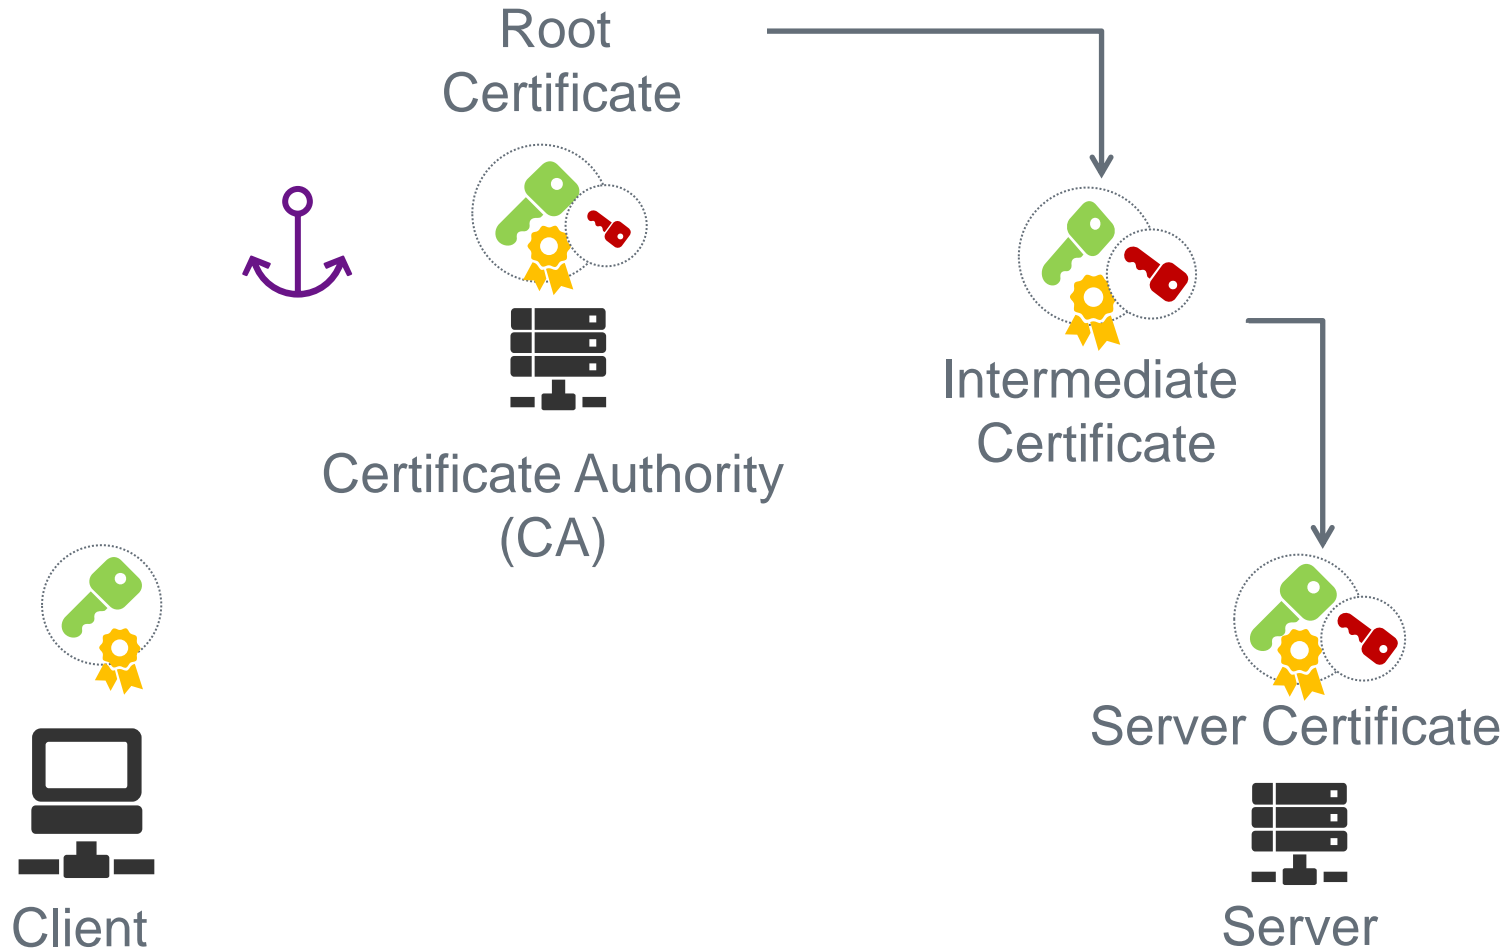 Root
Certificate
Certificate Authority
(CA)
Intermediate
Certificate
Server Certificate
Client
Server